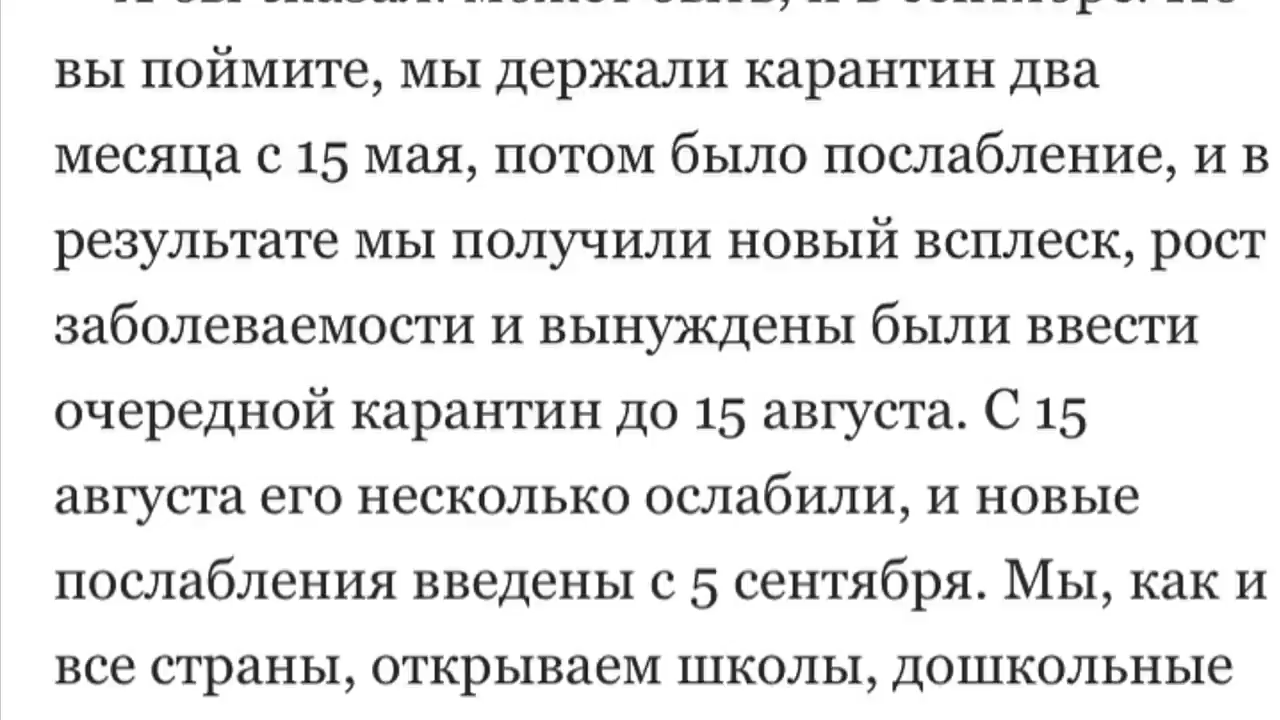 вы поймите, мы держали карантин два
месяца с 15 мая, потом было послабление, и в
результате мы получили новый всплеск, рост
заболеваемости и вынуждены были ввести
очередной карантин до 15 августа. С 15
августа его несколько ослабили, и новые
послабления введены с 5 сентября. Мы, как и
все страны, открываем школы, дошкольные